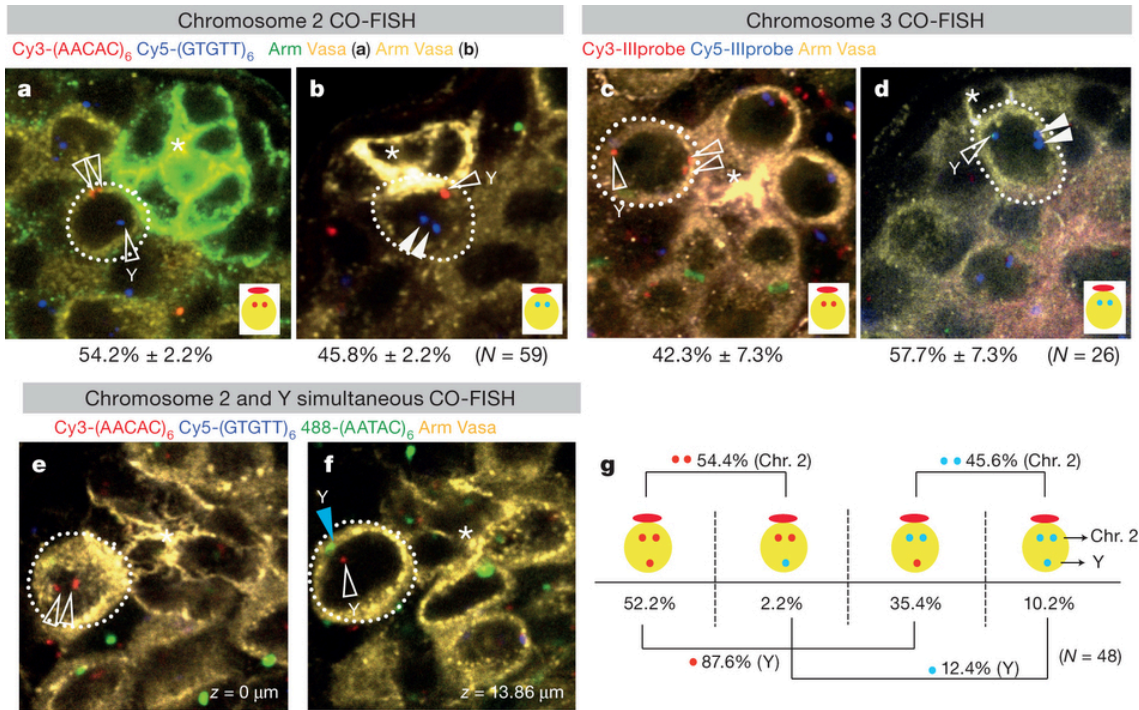 Chromosome 2 CO-FISH
Cy3-(AACAC)6 Cy5-(GTGTT)6 Arm Vasa (a) Arm Vasa (b)
a
*
Y
b
*
Y
54.2% ± 2.2%
45.8% ± 2.2%
(N = 59)
Chromosome 3 CO-FISH
Cy3-IIIprobe Cy5-IIIprobe Arm Vasa
c
*
Y
d
*
Y
42.3% ± 7.3%
57.7% ± 7.3%
(N = 26)
Chromosome 2 and Y simultaneous CO-FISH
Cy3-(AACAC)6 Cy5-(GTGTT)6 488-(AATAC)6 Arm Vasa
e
*
z = 0 μm
f
Y
*
Y
z = 13.86 μm
g
54.4% (Chr. 2)
45.6% (Chr. 2)
Chr. 2
Y
52.2%
2.2%
35.4%
10.2%
87.6% (Y)
12.4% (Y)
(N = 48)